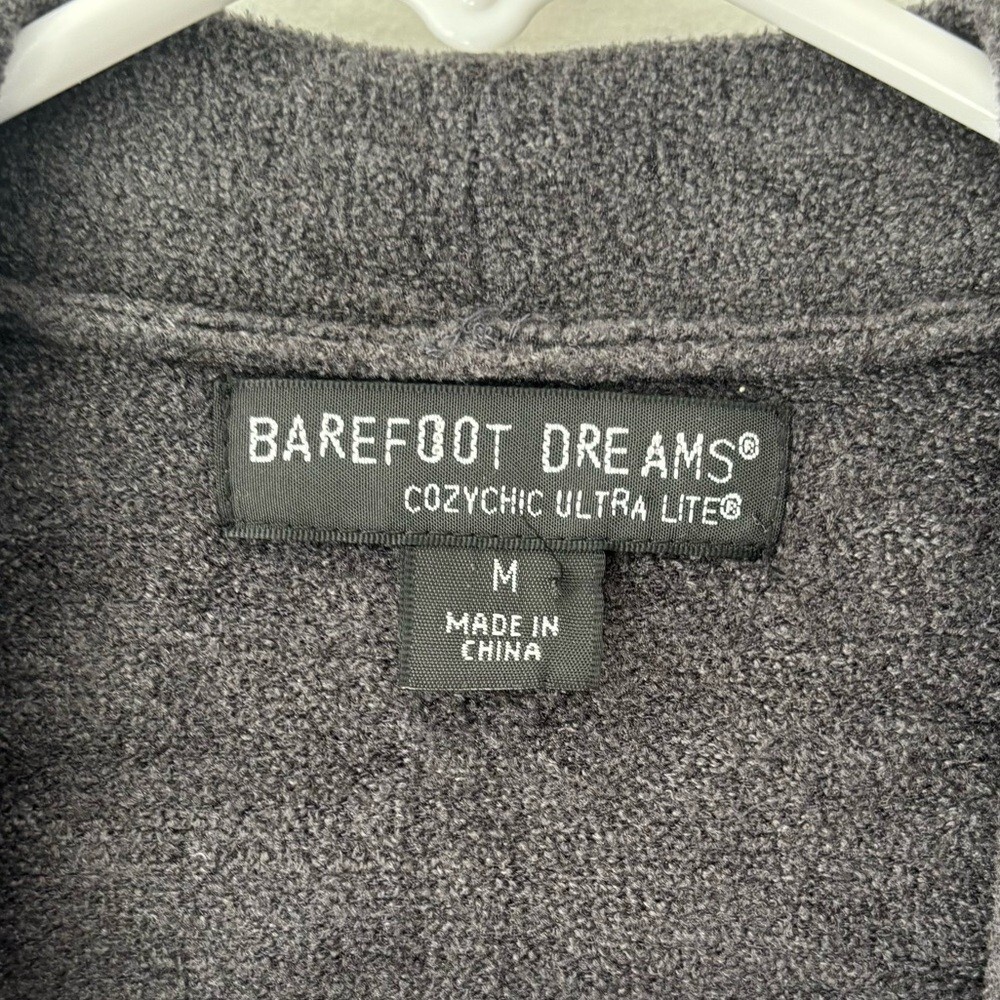 BAREFOOT DREAMS®
COZYCHIC ULTRA LITE®
M
MADE IN
CHINA